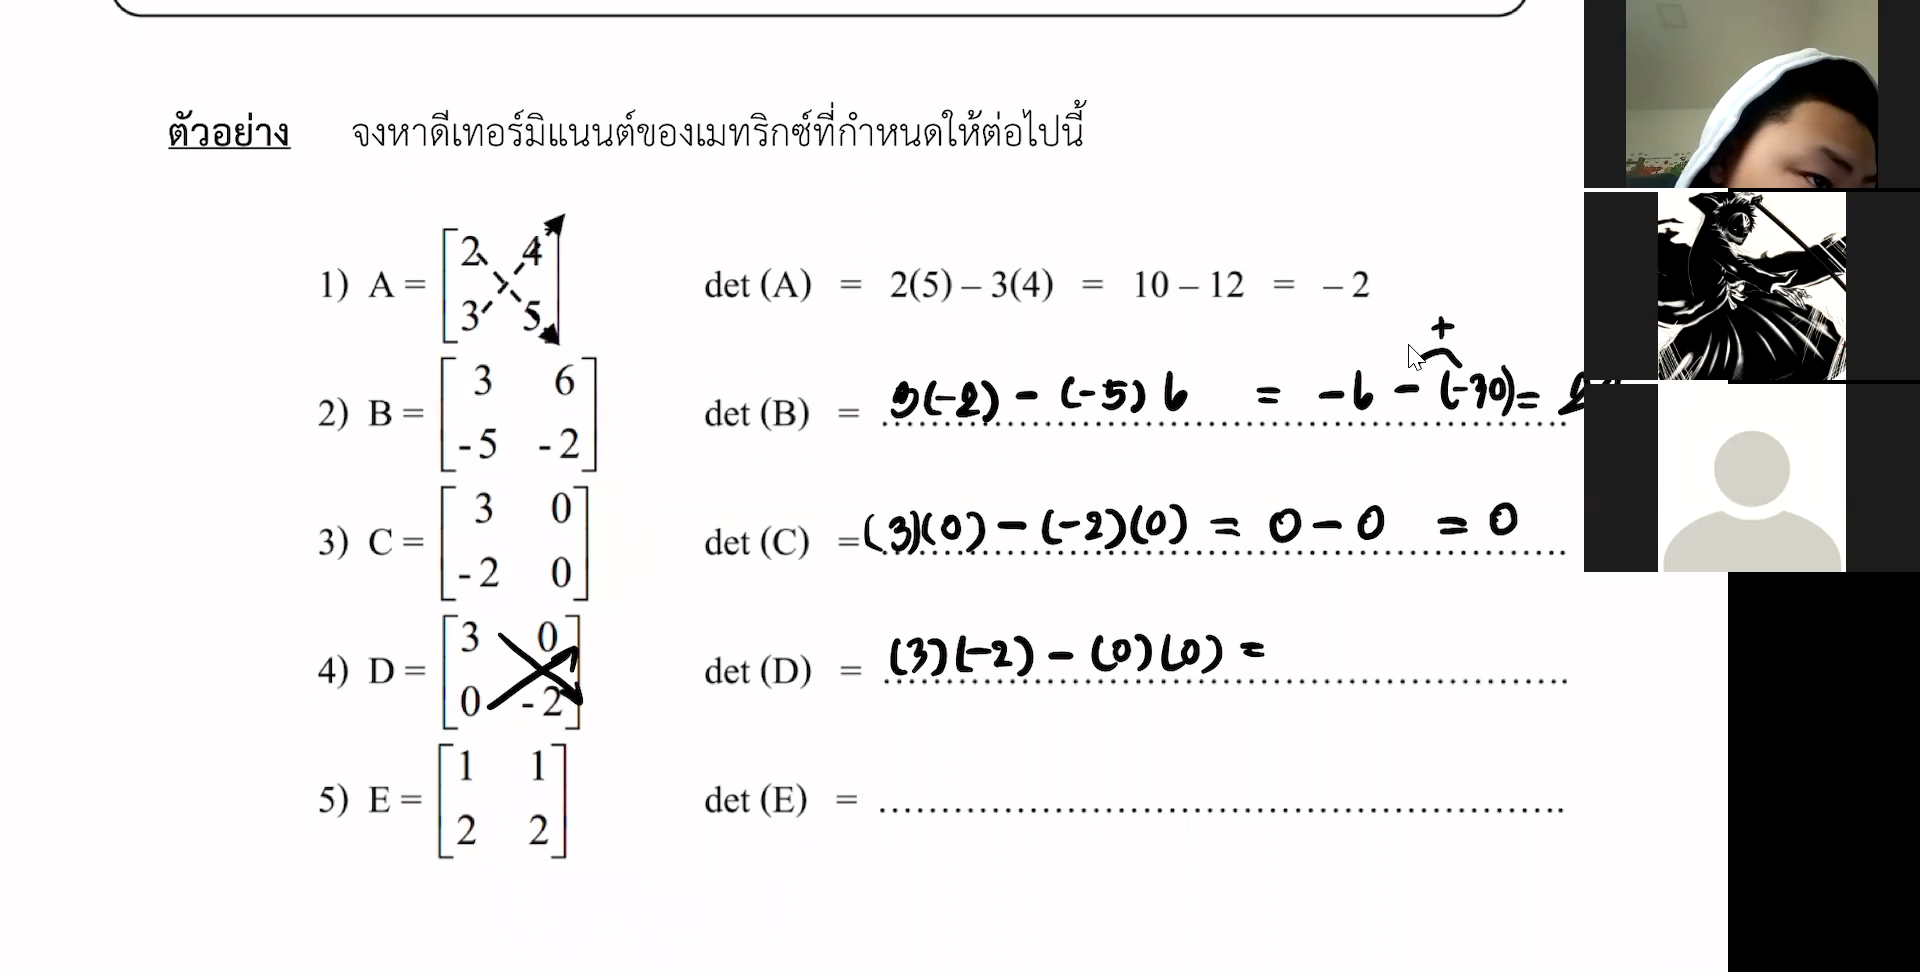 ตัวอย่าง จงหาดีเทอร์มิแนนต์ของเมทริกซ์ที่กำหนดให้ต่อไปนี้
1) A = [2 4
3 5] det (A) = 2(5) – 3(4) = 10 – 12 = – 2
+
2) B = [3 6
-5 -2] det (B) = 3(-2) - (-5) 6 = -6 - (-30) =
3) C = [3 0
-2 0] det (C) = (3)(0) - (-2)(0) = 0 - 0 = 0
4) D = [3 0
0 -2] det (D) = (3)(-2) - (0)(0) =
5) E = [1 1
2 2] det (E) = ............